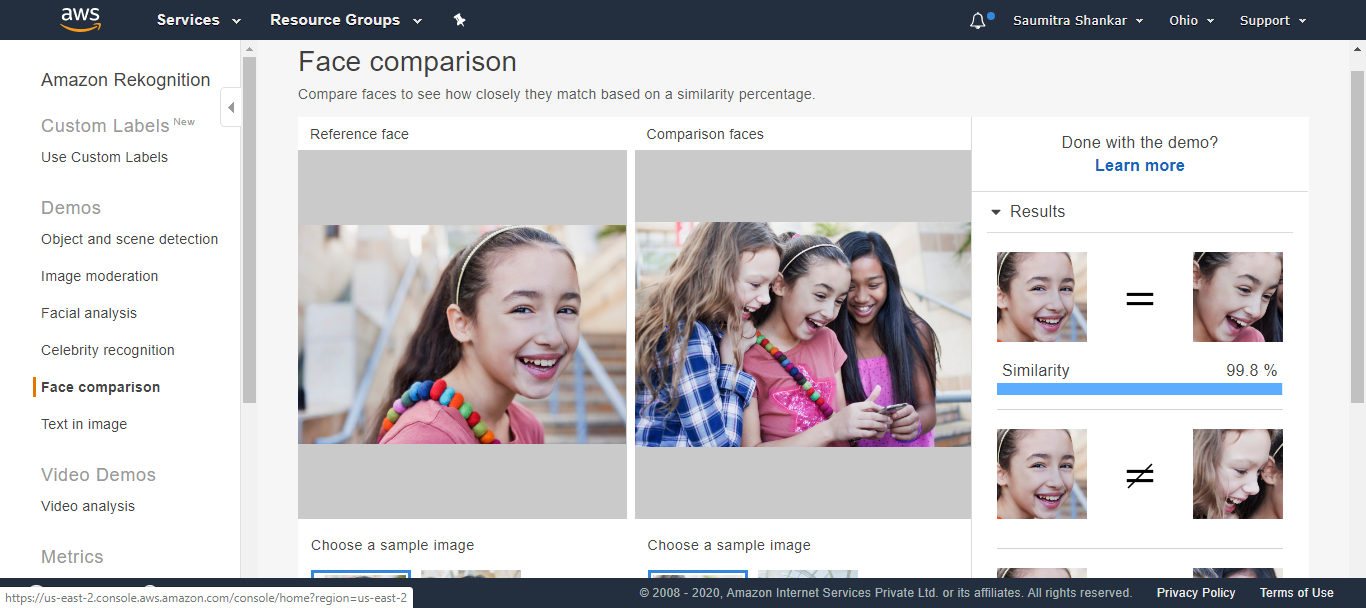 aws
Services
Resource Groups
Saumitra Shankar
Ohio
Support
Amazon Rekognition
Custom Labels New
Use Custom Labels
Demos
Object and scene detection
Image moderation
Facial analysis
Celebrity recognition
Face comparison
Text in image
Video Demos
Video analysis
Metrics
Face comparison
Compare faces to see how closely they match based on a similarity percentage.
Reference face
Comparison faces
Choose a sample image
Choose a sample image
Done with the demo?
Learn more
Results
=
Similarity 99.8 %
≠
https://us-east-2.console.aws.amazon.com/console/home?region=us-east-2
© 2008 - 2020, Amazon Internet Services Private Ltd. or its affiliates. All rights reserved.
Privacy Policy
Terms of Use